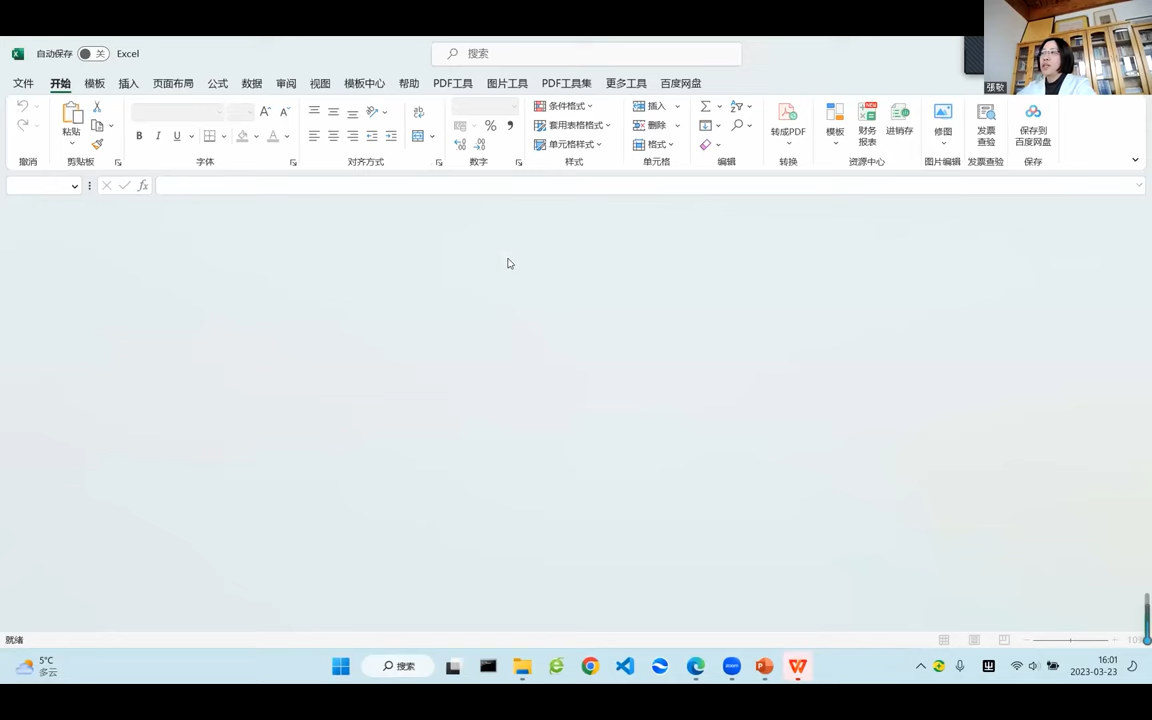 自动保存 关 Excel
搜索
張敏
文件 开始 模板 插入 页面布局 公式 数据 审阅 视图 模板中心 帮助 PDF工具 图片工具 PDF工具集 更多工具 百度网盘
粘贴
B I U A
ab
% ,
条件格式
套用表格格式
单元格样式
插入
删除
格式
转成PDF
模板
财务报表
进销存
修图
发票查验
保存到百度网盘
撤消 剪贴板 字体 对齐方式 数字 样式 单元格 编辑 转换 资源中心 图片编辑 发票查验 保存
fx
就绪
5°C
多云
搜索
zoom
16:01
2023-03-23